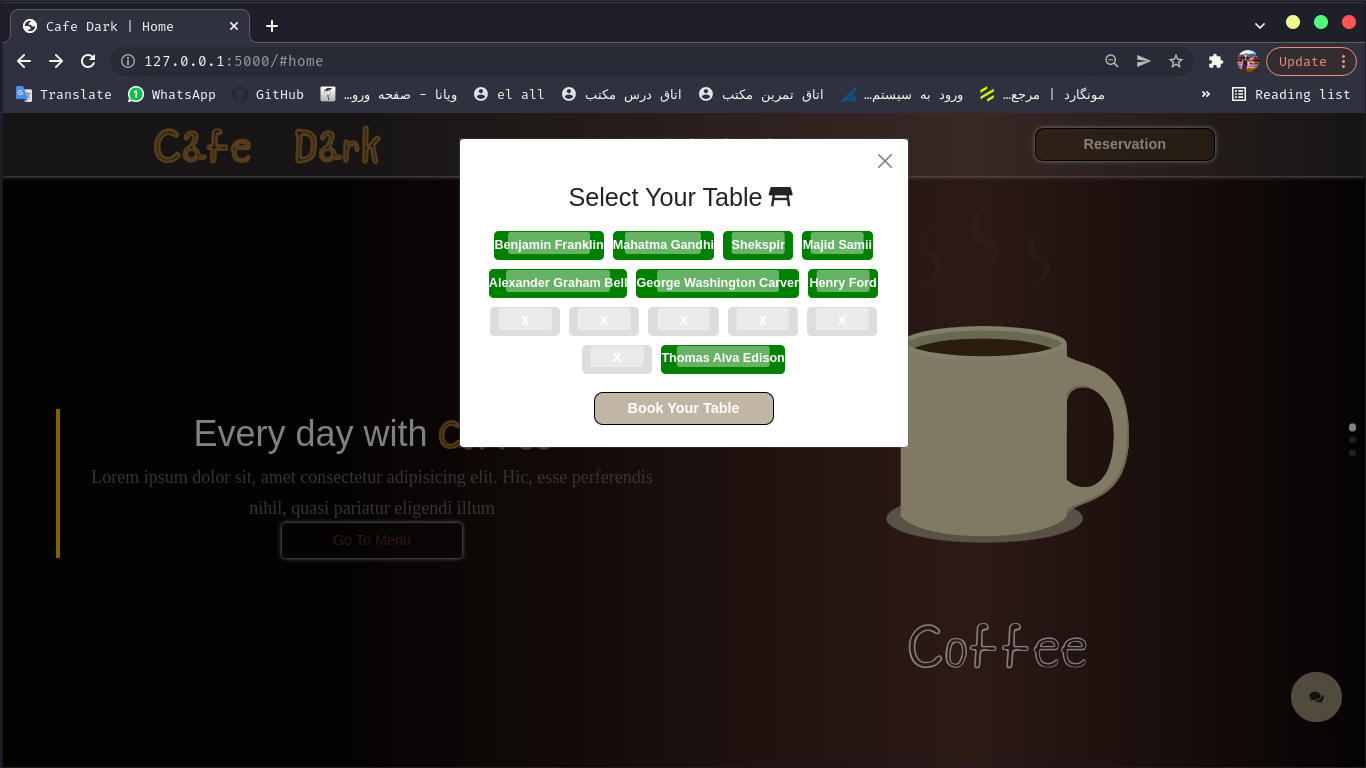 Cafe Dark | Home
127.0.0.1:5000/#home
Update
Translate
WhatsApp
GitHub
ویانا - صفحه ورو...
el all
اتاق درس مکتب
اتاق تمرین مکتب
ورود به سیستم...
مونگارد | مرجع...
»
Reading list
Cafe Dark
Reservation
Select Your Table
Benjamin Franklin Mahatma Gandhi Shekspir Majid Samii
Alexander Graham Bell George Washington Carver Henry Ford
X X X X X
X Thomas Alva Edison
Book Your Table
Every day with
Lorem ipsum dolor sit, amet consectetur adipisicing elit. Hic, esse perferendis
nihil, quasi pariatur eligendi illum
Go To Menu
Coffee